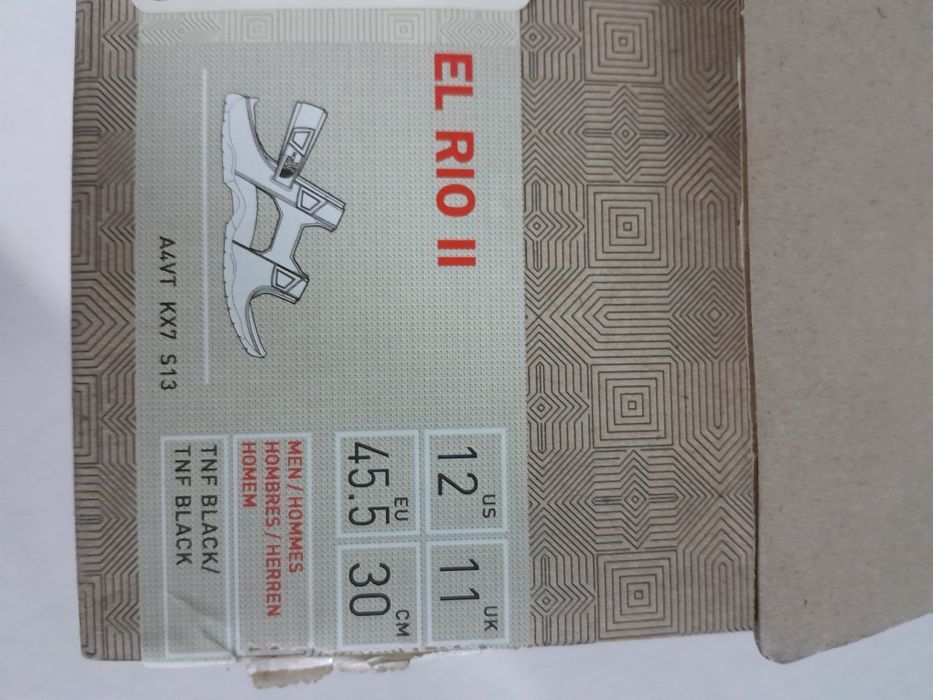 EL RIO II
A4VT KX7 S13
12 US
11 UK
45.5 EU
30 CM
MEN / HOMMES
HOMBRES / HERREN
HOMEM
TNF BLACK/
TNF BLACK